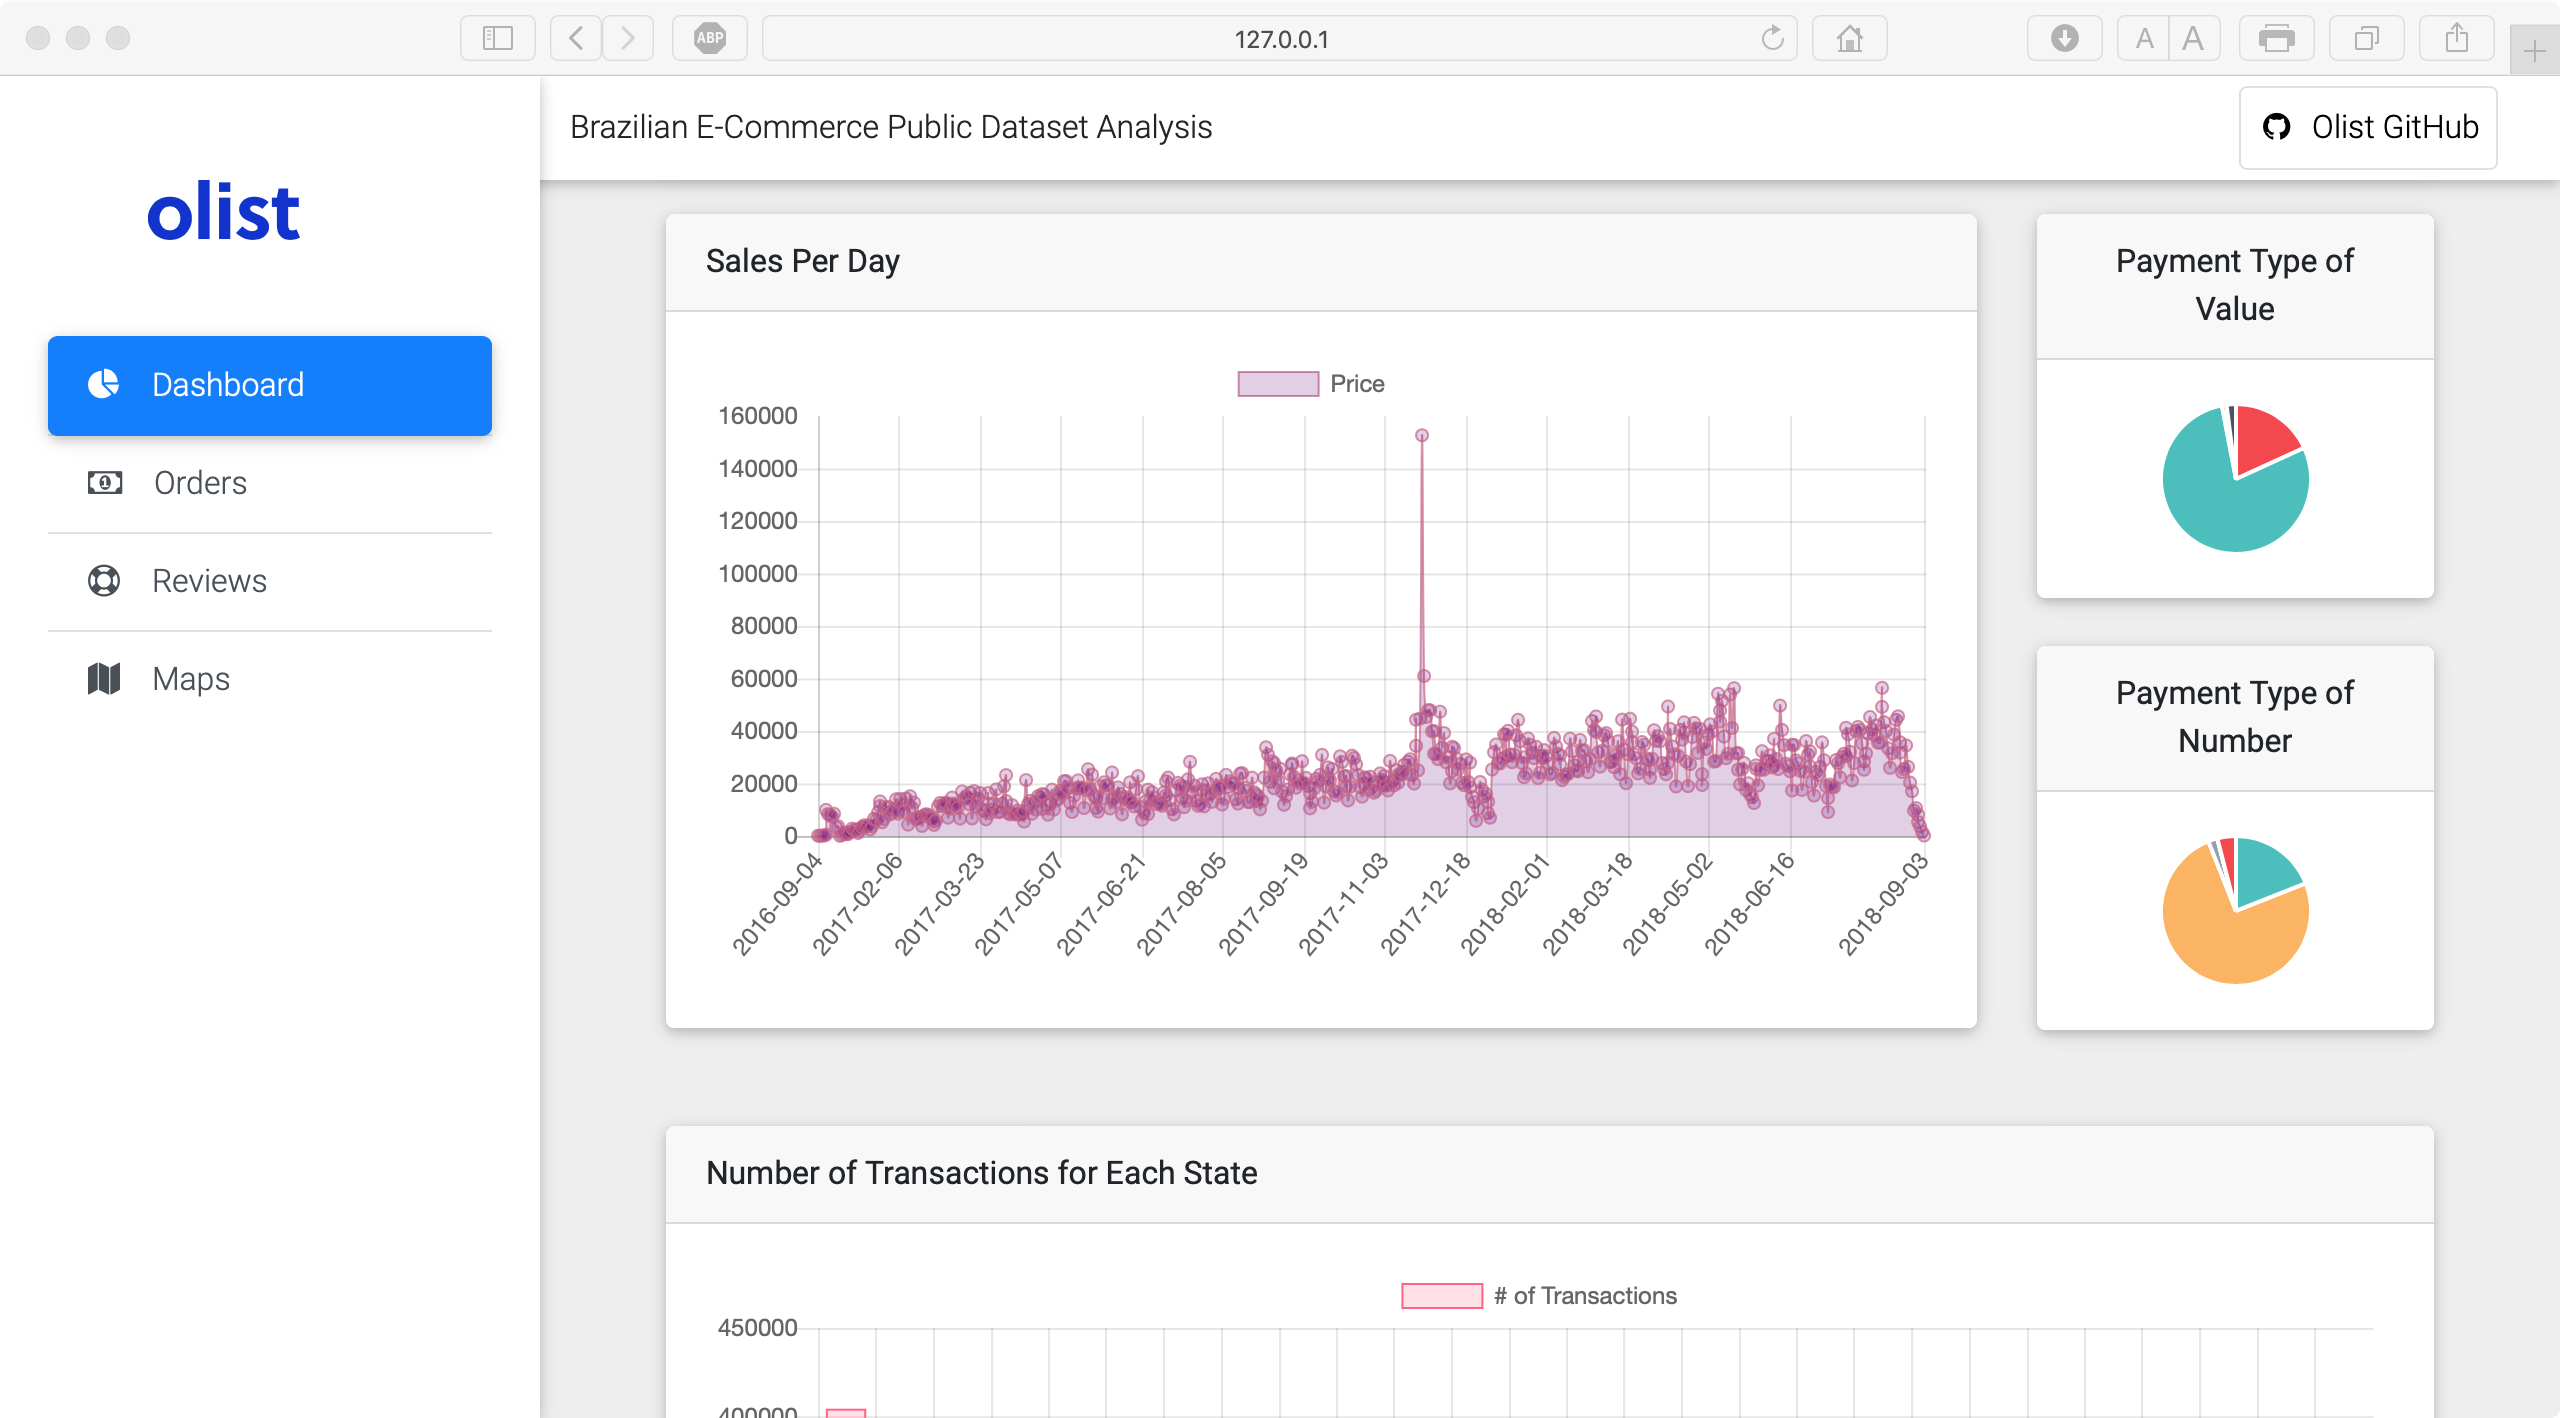 ABP
127.0.0.1
A A
olist
Brazilian E-Commerce Public Dataset Analysis
Olist GitHub
Dashboard
Orders
Reviews
Maps
Sales Per Day
Price
160000
140000
120000
100000
80000
60000
40000
20000
0
2016-09-04
2017-02-06
2017-03-23
2017-05-07
2017-06-21
2017-08-05
2017-09-19
2017-11-03
2017-12-18
2018-02-01
2018-03-18
2018-05-02
2018-06-16
2018-09-03
Payment Type of
Value
Payment Type of
Number
Number of Transactions for Each State
# of Transactions
450000
400000